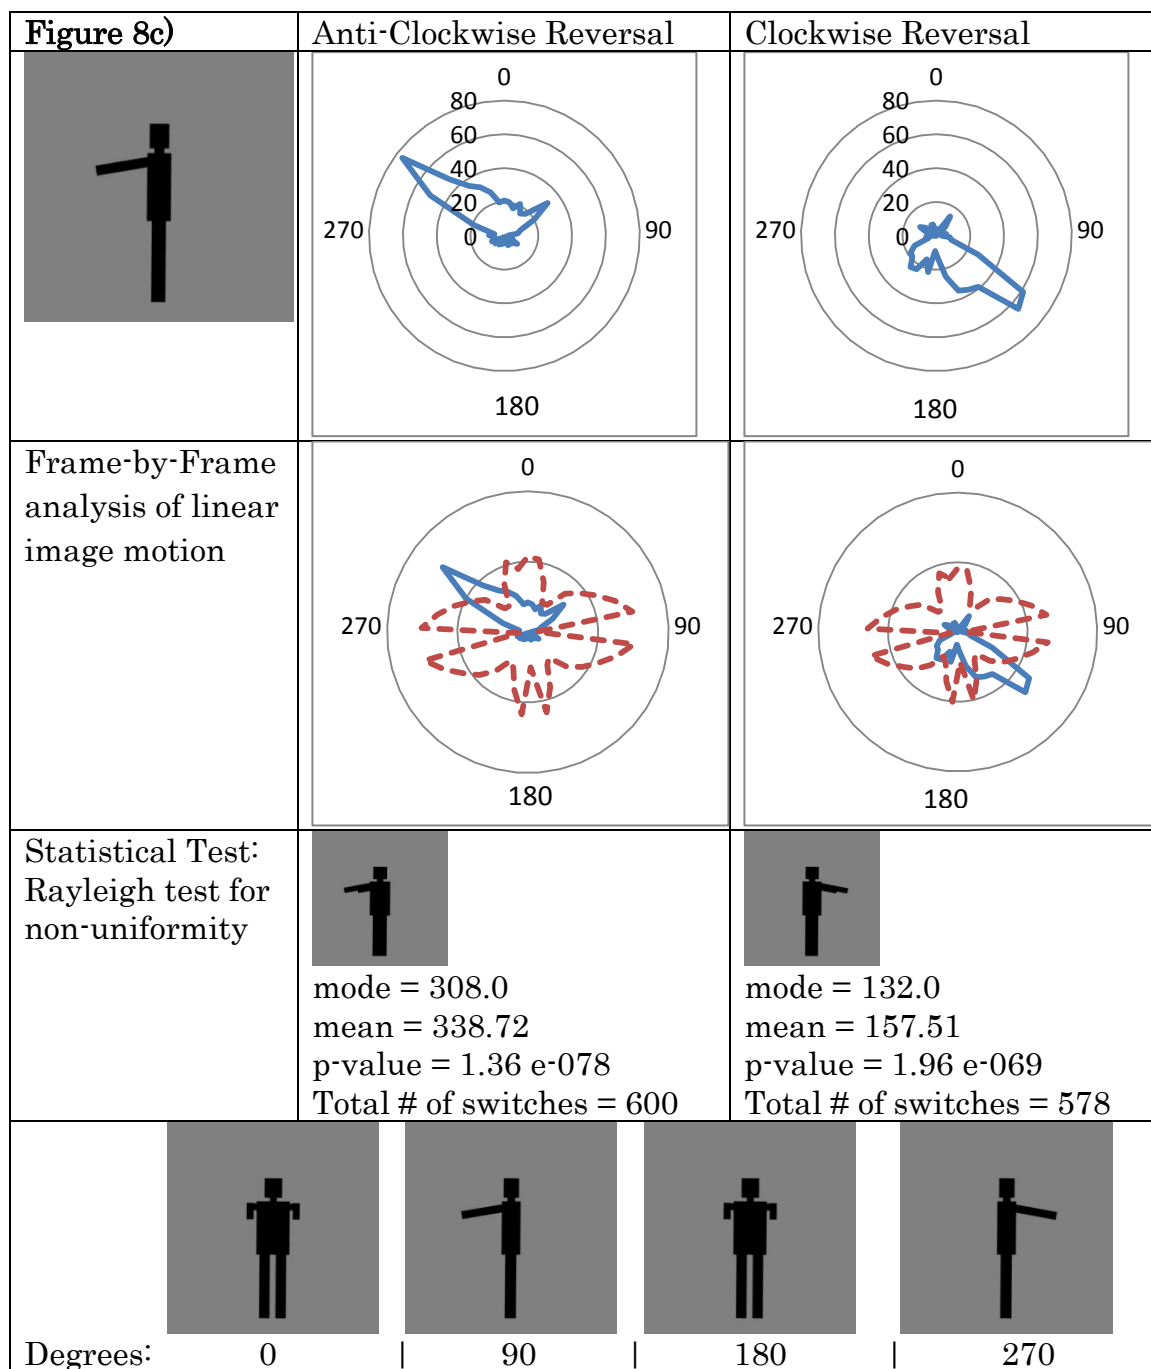 Figure 8c)
Anti-Clockwise Reversal
Clockwise Reversal
0
80
60
40
20
0
270
90
180
0
80
60
40
20
0
270
90
180
Frame-by-Frame
analysis of linear
image motion
0
270
90
180
0
270
90
180
Statistical Test:
Rayleigh test for
non-uniformity
mode = 308.0
mean = 338.72
p-value = 1.36 e-078
Total # of switches = 600
mode = 132.0
mean = 157.51
p-value = 1.96 e-069
Total # of switches = 578
Degrees: 0 | 90 | 180 | 270